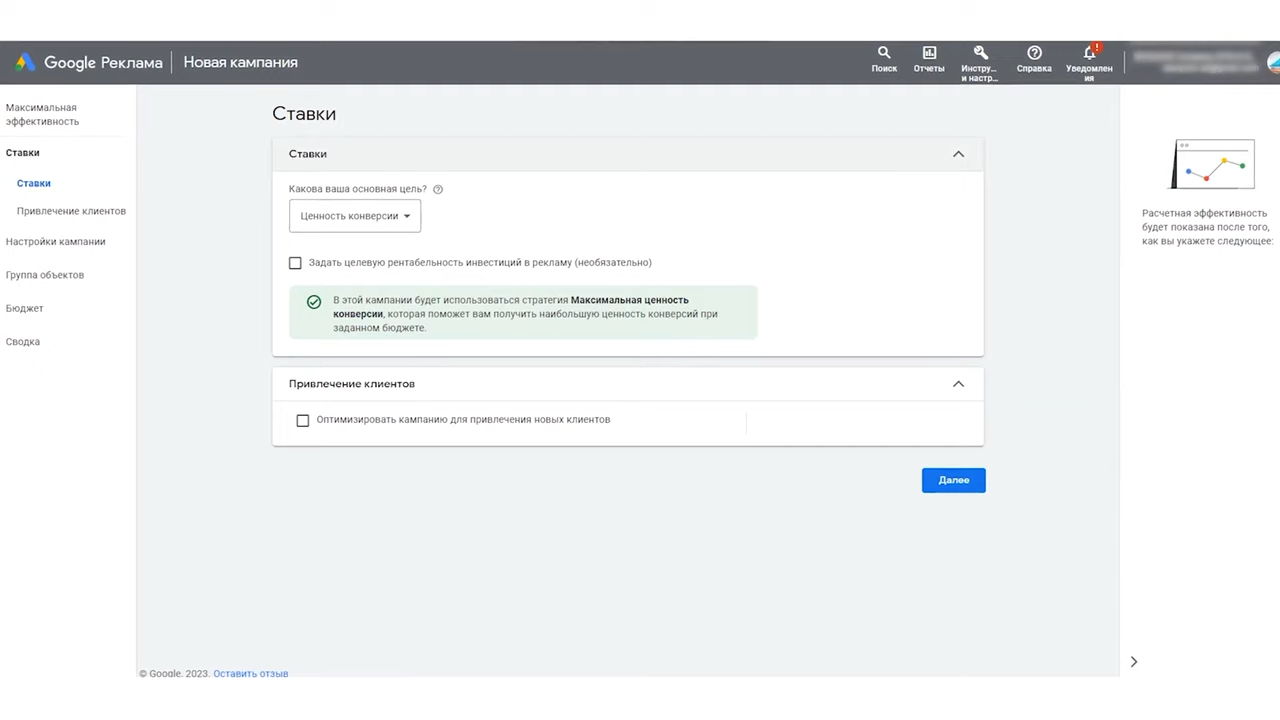 Google Реклама
Новая кампания
Поиск
Отчеты
Инстру...
и настр...
Справка
Уведомлен
ия
Максимальная
эффективность
Ставки
Ставки
Привлечение клиентов
Настройки кампании
Группа объектов
Бюджет
Сводка
Ставки
Ставки
Какова ваша основная цель?
Ценность конверсии
Задать целевую рентабельность инвестиций в рекламу (необязательно)
В этой кампании будет использоваться стратегия Максимальная ценность
конверсии, которая поможет вам получить наибольшую ценность конверсий при
заданном бюджете.
Привлечение клиентов
Оптимизировать кампанию для привлечения новых клиентов
Далее
Расчетная эффективность
будет показана после того,
как вы укажете следующее:
© Google, 2023. Оставить отзыв